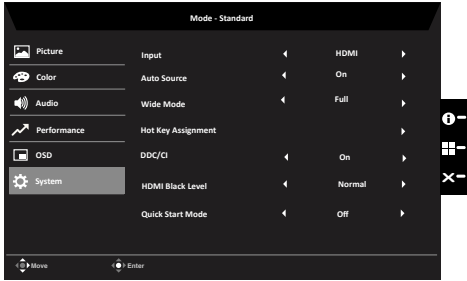 Mode - Standard
Picture
Color
Audio
Performance
OSD
System
Input HDMI
Auto Source On
Wide Mode Full
Hot Key Assignment
DDC/CI On
HDMI Black Level Normal
Quick Start Mode Off
Move Enter